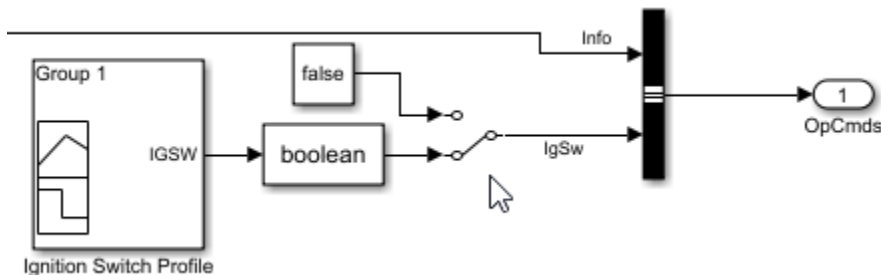 Info
Group 1
false
1
OpCmds
IGSW
boolean
IgSw
Ignition Switch Profile